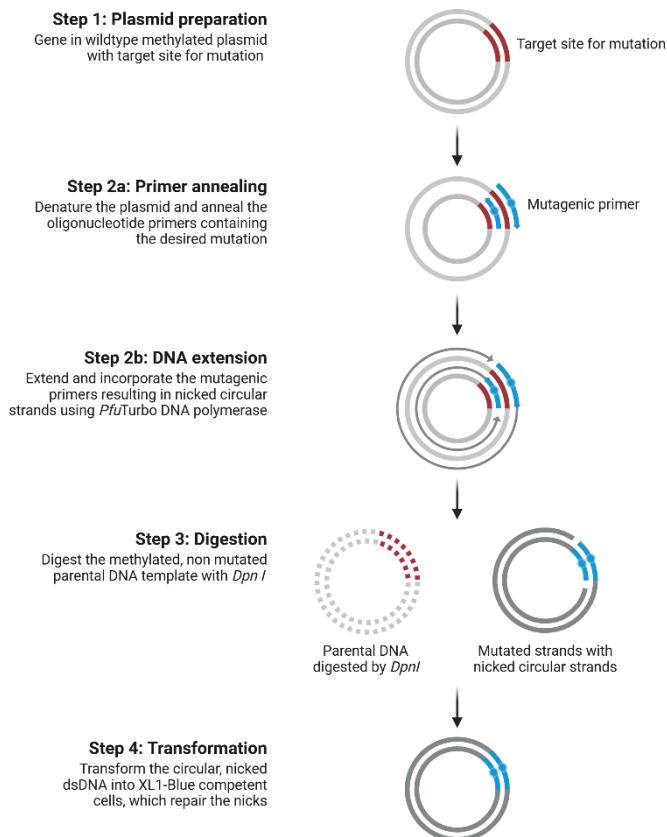 Step 1: Plasmid preparation
Gene in wildtype methylated plasmid
with target site for mutation
Target site for mutation
Step 2a: Primer annealing
Denature the plasmid and anneal the
oligonucleotide primers containing
the desired mutation
Mutagenic primer
Step 2b: DNA extension
Extend and incorporate the mutagenic
primers resulting in nicked circular
strands using PfuTurbo DNA polymerase
Step 3: Digestion
Digest the methylated, non mutated
parental DNA template with Dpn I
Parental DNA
digested by DpnI
Mutated strands with
nicked circular strands
Step 4: Transformation
Transform the circular, nicked
dsDNA into XL1-Blue competent
cells, which repair the nicks